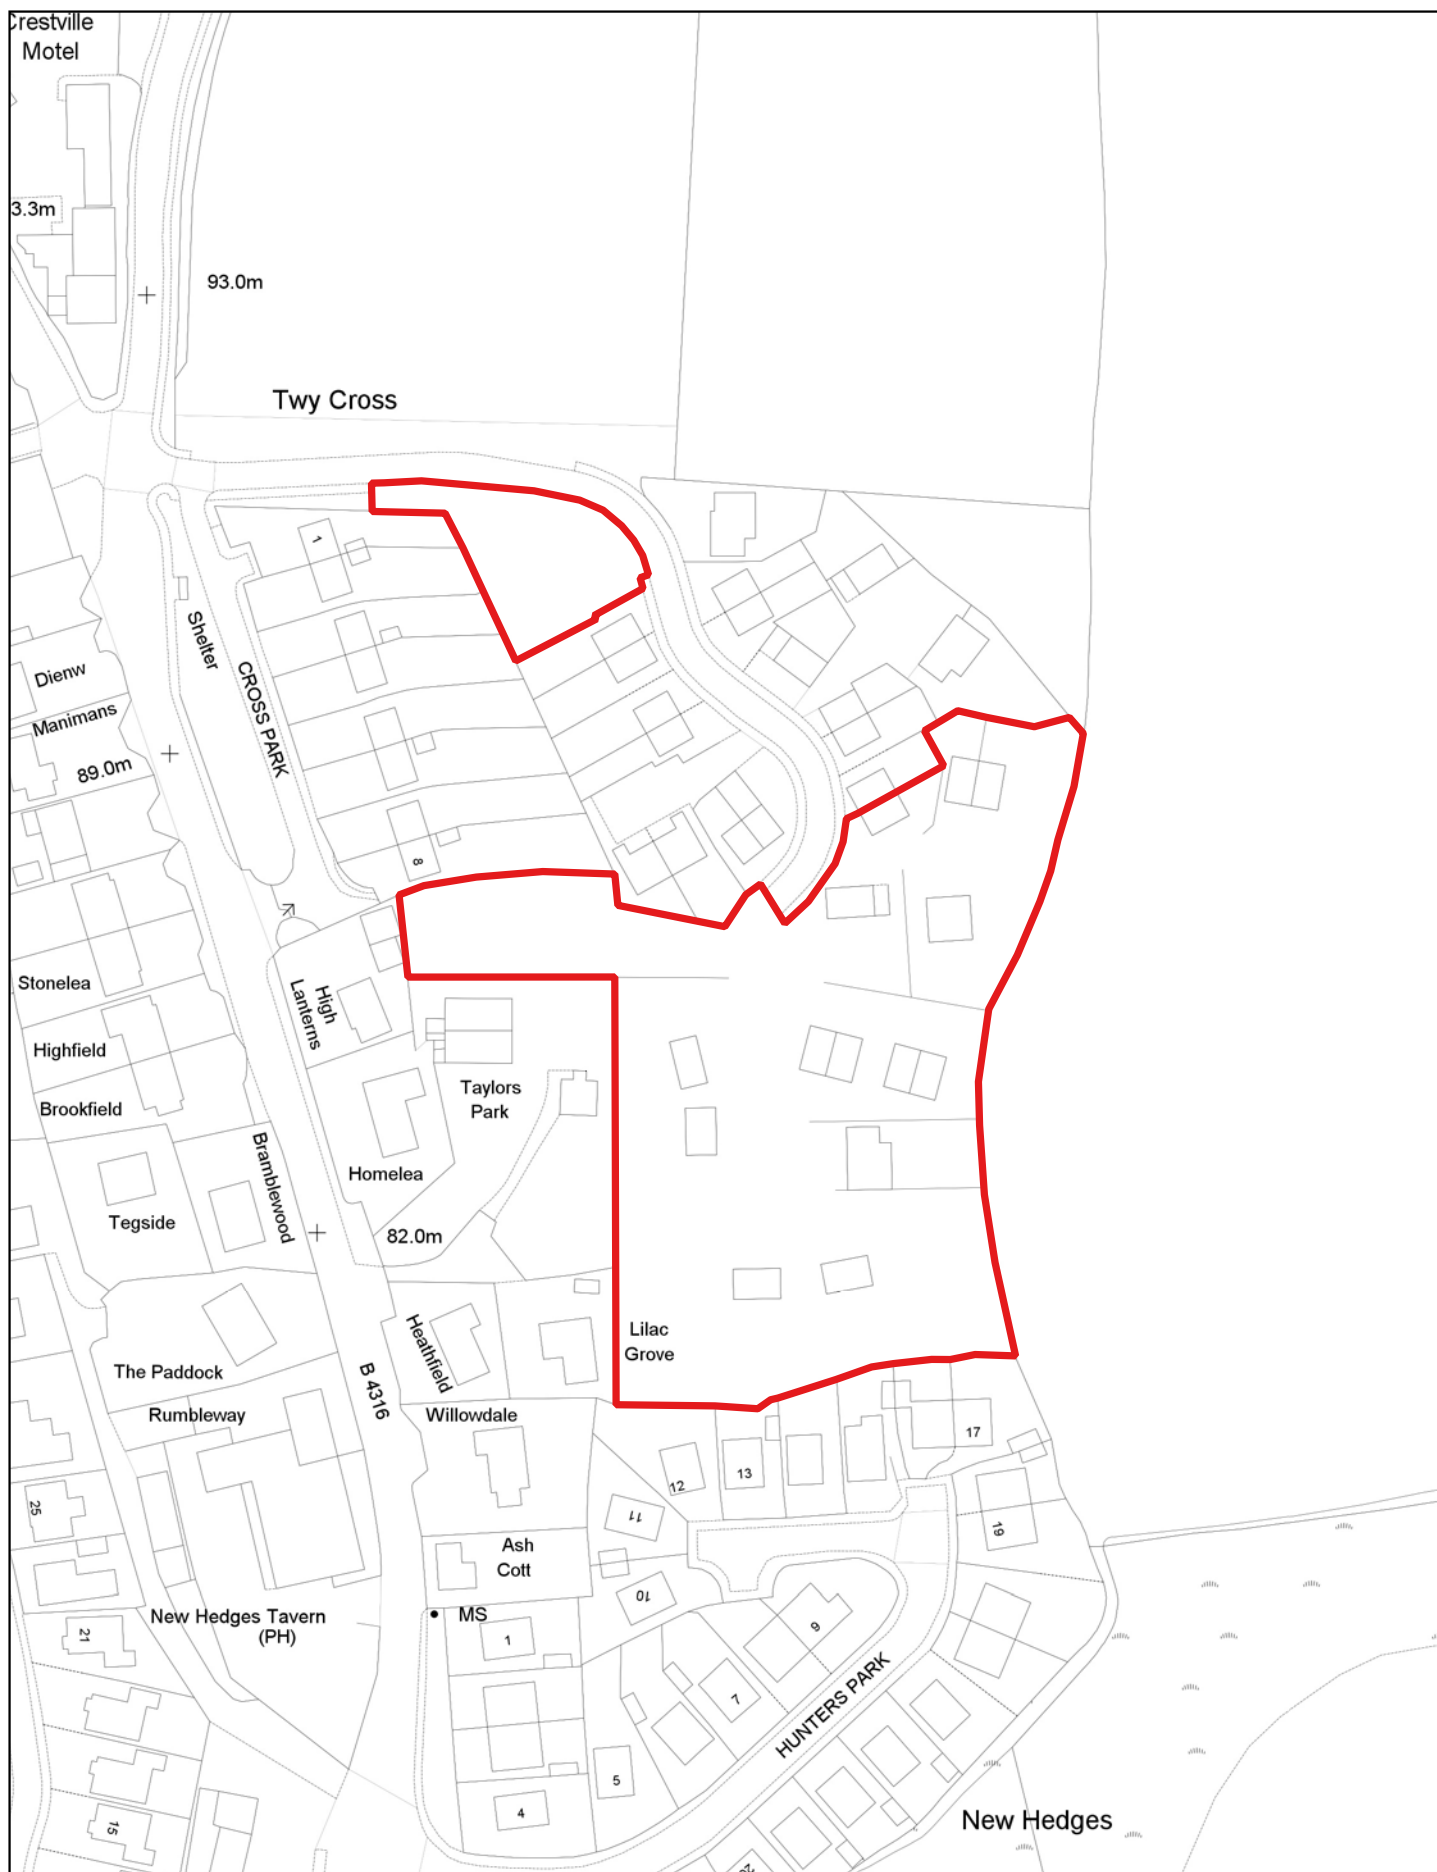 Crestville
Motel
3.3m
93.0m
Twy Cross
1
Shelter
CROSS PARK
Dienw
Manimans
89.0m
8
High
Lanterns
Stonelea
Highfield
Brookfield
Taylors
Park
Bramblewood
Homelea
Tegside
82.0m
Heathfield
Lilac
Grove
The Paddock
B 4316
Rumbleway
Willowdale
17
12
13
25
11
19
Ash
Cott
10
MS
New Hedges Tavern
(PH)
1
9
21
HUNTERS PARK
7
5
4
15
New Hedges